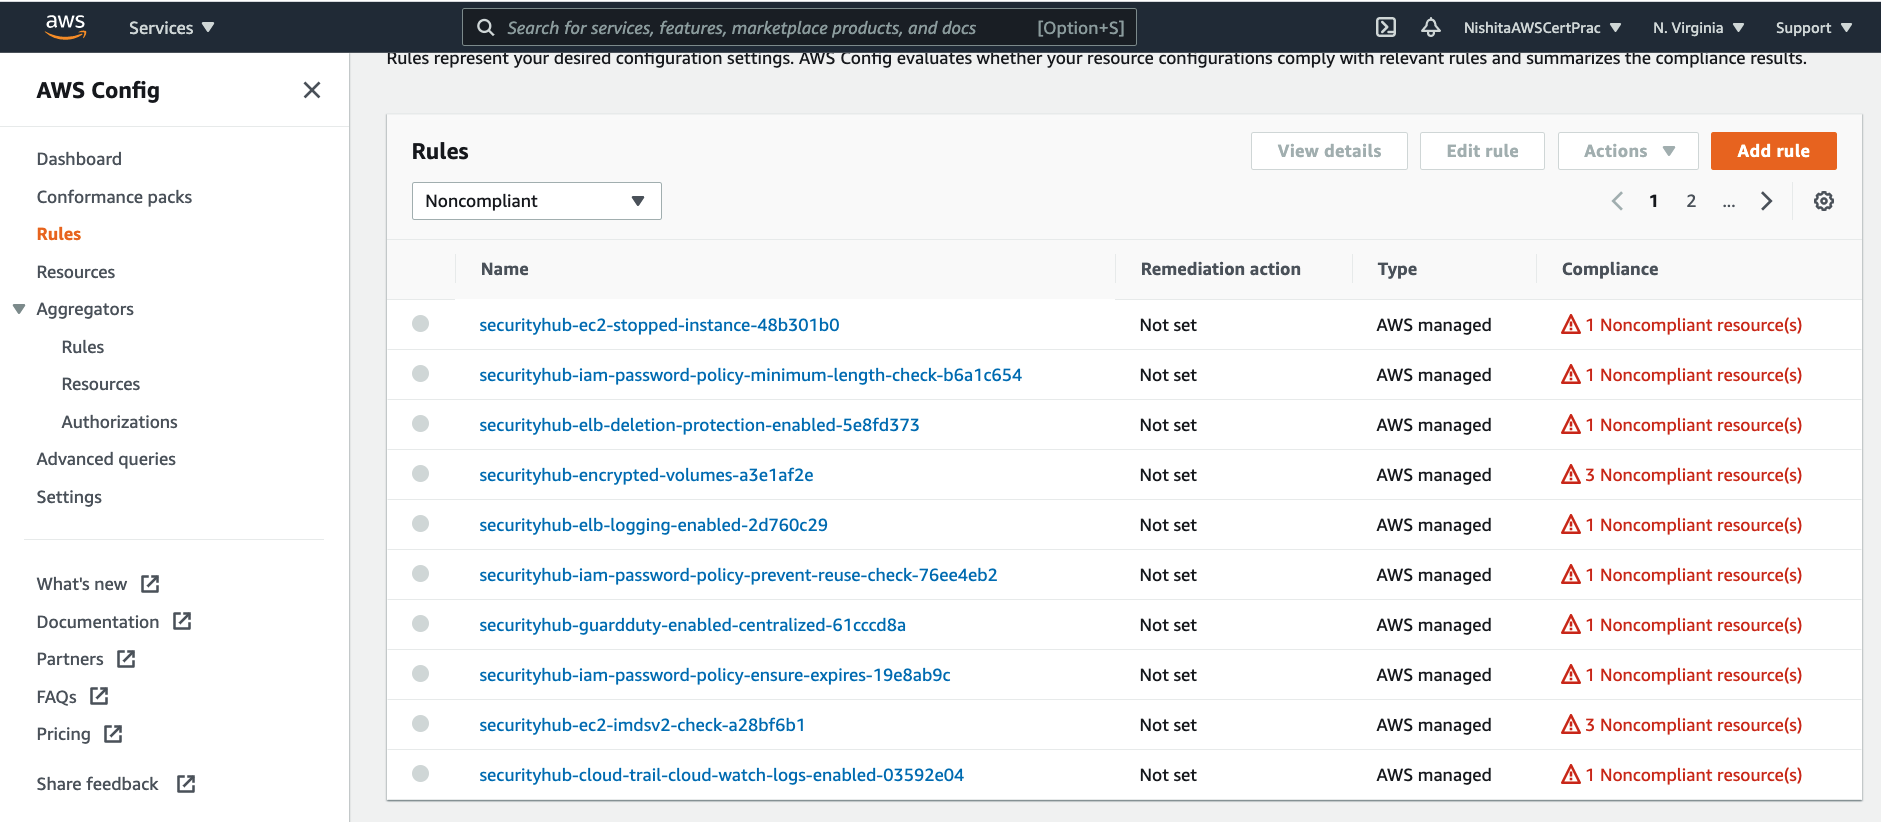 aws
Services
Search for services, features, marketplace products, and docs
[Option+S]
NishitaAWSCertPrac
N. Virginia
Support
AWS Config
Dashboard
Conformance packs
Rules
Resources
Aggregators
Rules
Resources
Authorizations
Advanced queries
Settings
What's new
Documentation
Partners
FAQs
Pricing
Share feedback
Rules represent your desired configuration settings. AWS Config evaluates whether your resource configurations comply with relevant rules and summarizes the compliance results.
Rules
View details
Edit rule
Actions
Add rule
Noncompliant
1 2 ...
Name Remediation action Type Compliance
securityhub-ec2-stopped-instance-48b301b0 Not set AWS managed 1 Noncompliant resource(s)
securityhub-iam-password-policy-minimum-length-check-b6a1c654 Not set AWS managed 1 Noncompliant resource(s)
securityhub-elb-deletion-protection-enabled-5e8fd373 Not set AWS managed 1 Noncompliant resource(s)
securityhub-encrypted-volumes-a3e1af2e Not set AWS managed 3 Noncompliant resource(s)
securityhub-elb-logging-enabled-2d760c29 Not set AWS managed 1 Noncompliant resource(s)
securityhub-iam-password-policy-prevent-reuse-check-76ee4eb2 Not set AWS managed 1 Noncompliant resource(s)
securityhub-guardduty-enabled-centralized-61cccd8a Not set AWS managed 1 Noncompliant resource(s)
securityhub-iam-password-policy-ensure-expires-19e8ab9c Not set AWS managed 1 Noncompliant resource(s)
securityhub-ec2-imdsv2-check-a28bf6b1 Not set AWS managed 3 Noncompliant resource(s)
securityhub-cloud-trail-cloud-watch-logs-enabled-03592e04 Not set AWS managed 1 Noncompliant resource(s)